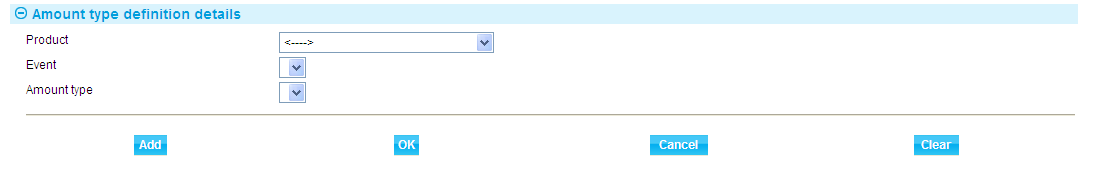 Amount type definition details
Product <---->
Event
Amount type
Add OK Cancel Clear